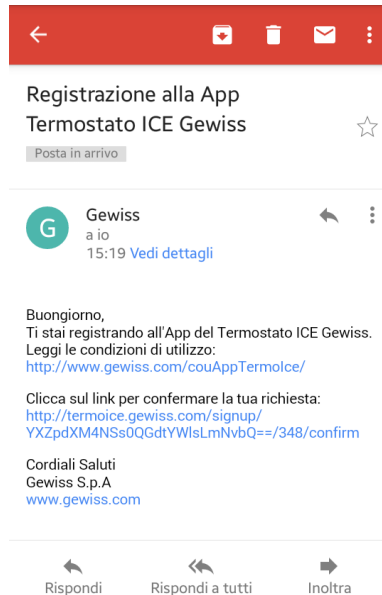 Registrazione alla App
Termostato ICE Gewiss
Posta in arrivo
G
Gewiss
a io
15:19 Vedi dettagli
Buongiorno,
Ti stai registrando all'App del Termostato ICE Gewiss.
Leggi le condizioni di utilizzo:
http://www.gewiss.com/couAppTermoIce/
Clicca sul link per confermare la tua richiesta:
http://termoice.gewiss.com/signup/
YXZpdXM4NSs0QGdtYWlsLmNvbQ==/348/confirm
Cordiali Saluti
Gewiss S.p.A
www.gewiss.com
Rispondi
Rispondi a tutti
Inoltra